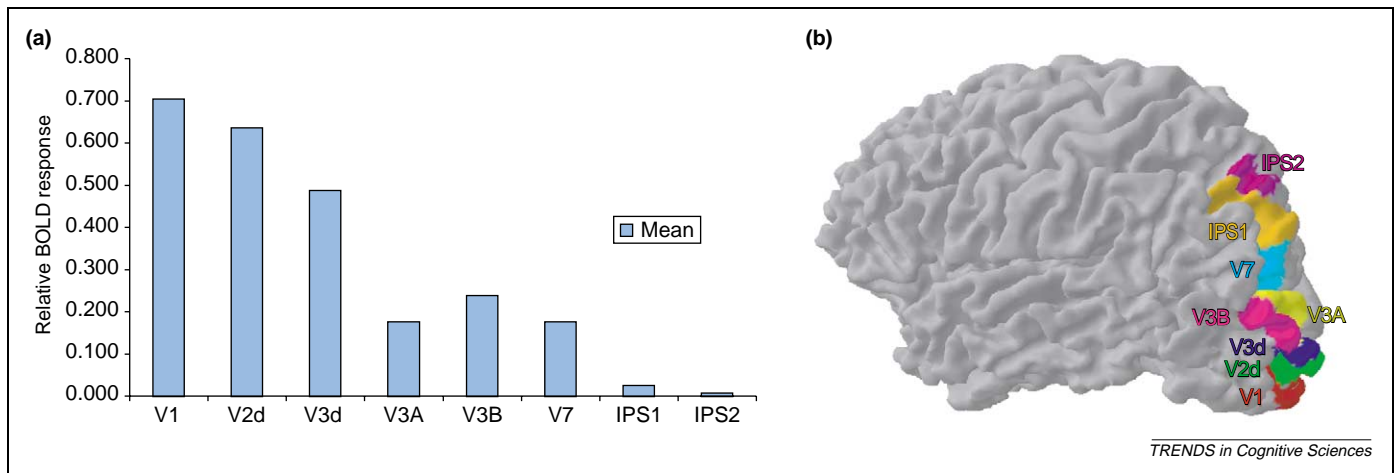 (a)
0.800
0.700
0.600
0.500
0.400
0.300
0.200
0.100
0.000
Relative BOLD response
Mean
V1 V2d V3d V3A V3B V7 IPS1 IPS2
(b)
IPS2
IPS1
V7
V3B V3A
V3d
V2d
V1
TRENDS in Cognitive Sciences